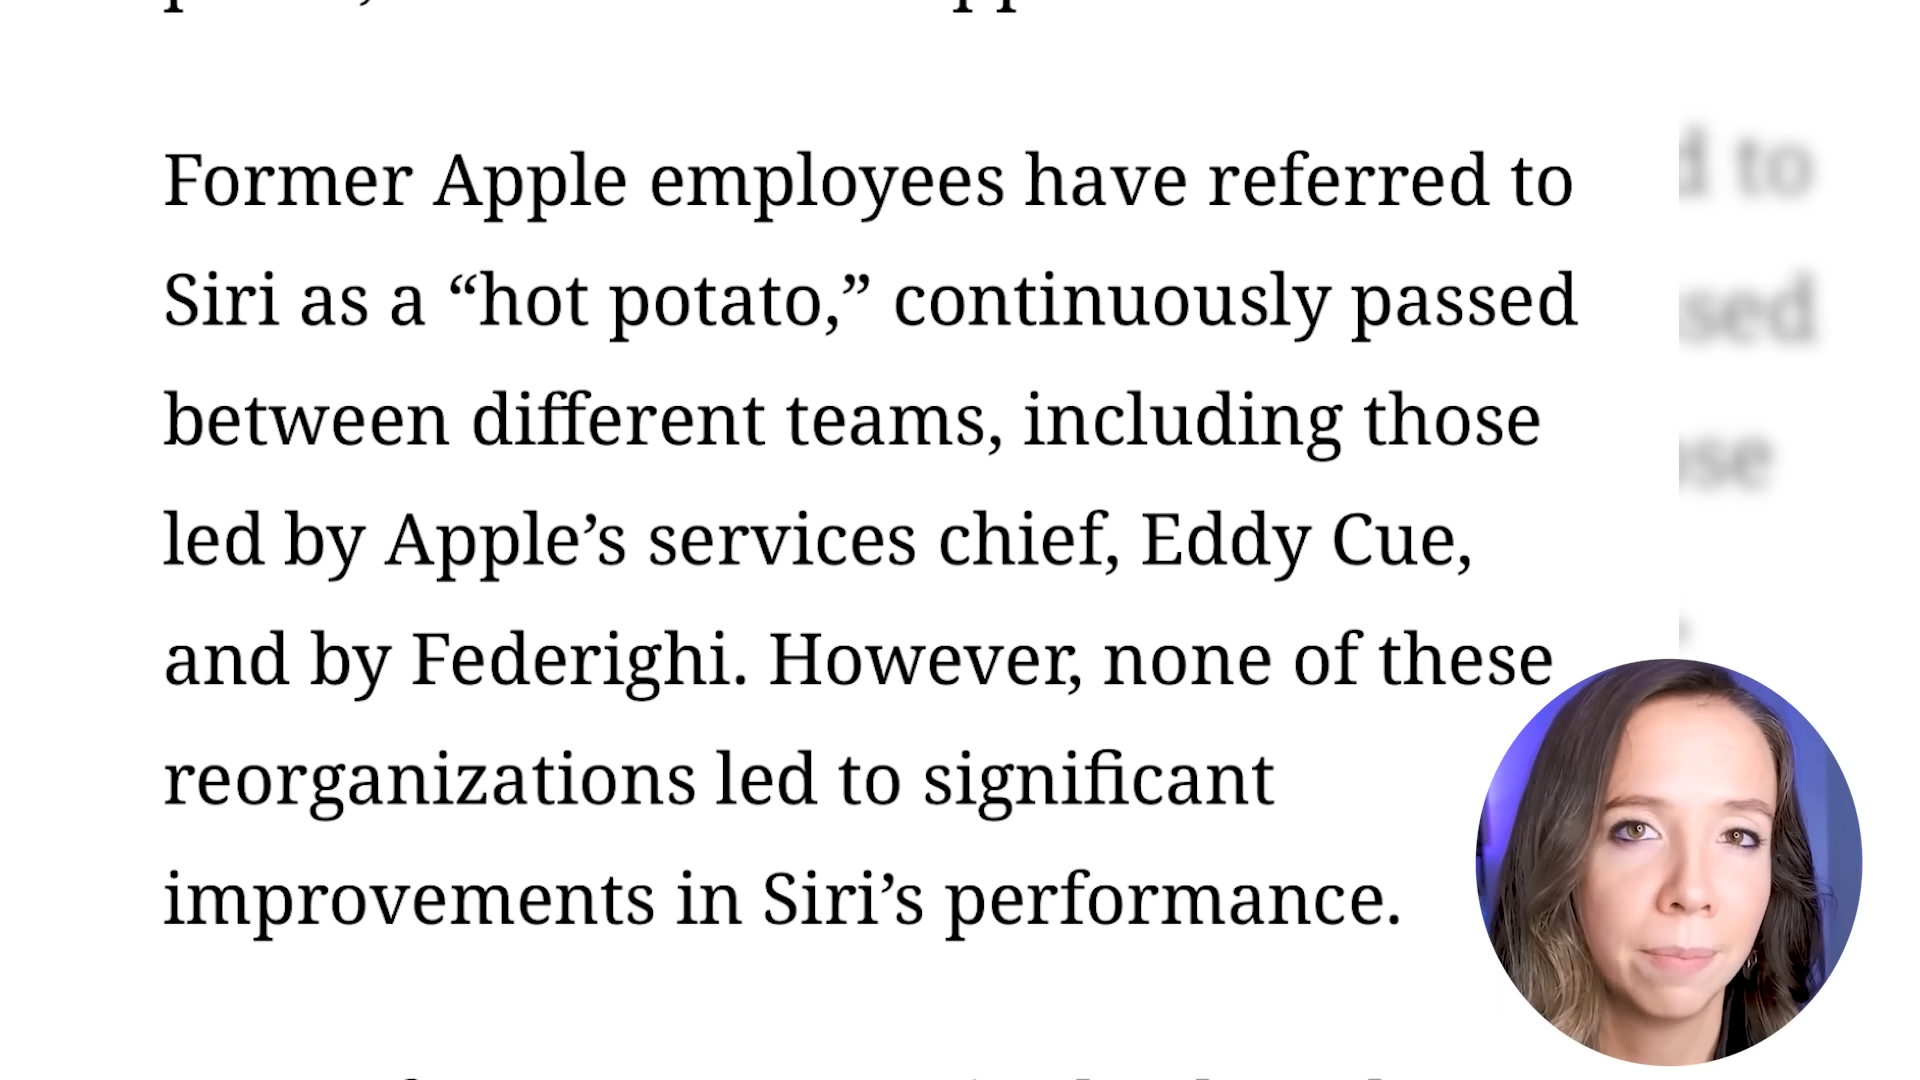 Former Apple employees have referred to
Siri as a “hot potato,” continuously passed
between different teams, including those
led by Apple’s services chief, Eddy Cue,
and by Federighi. However, none of these
reorganizations led to significant
improvements in Siri’s performance.